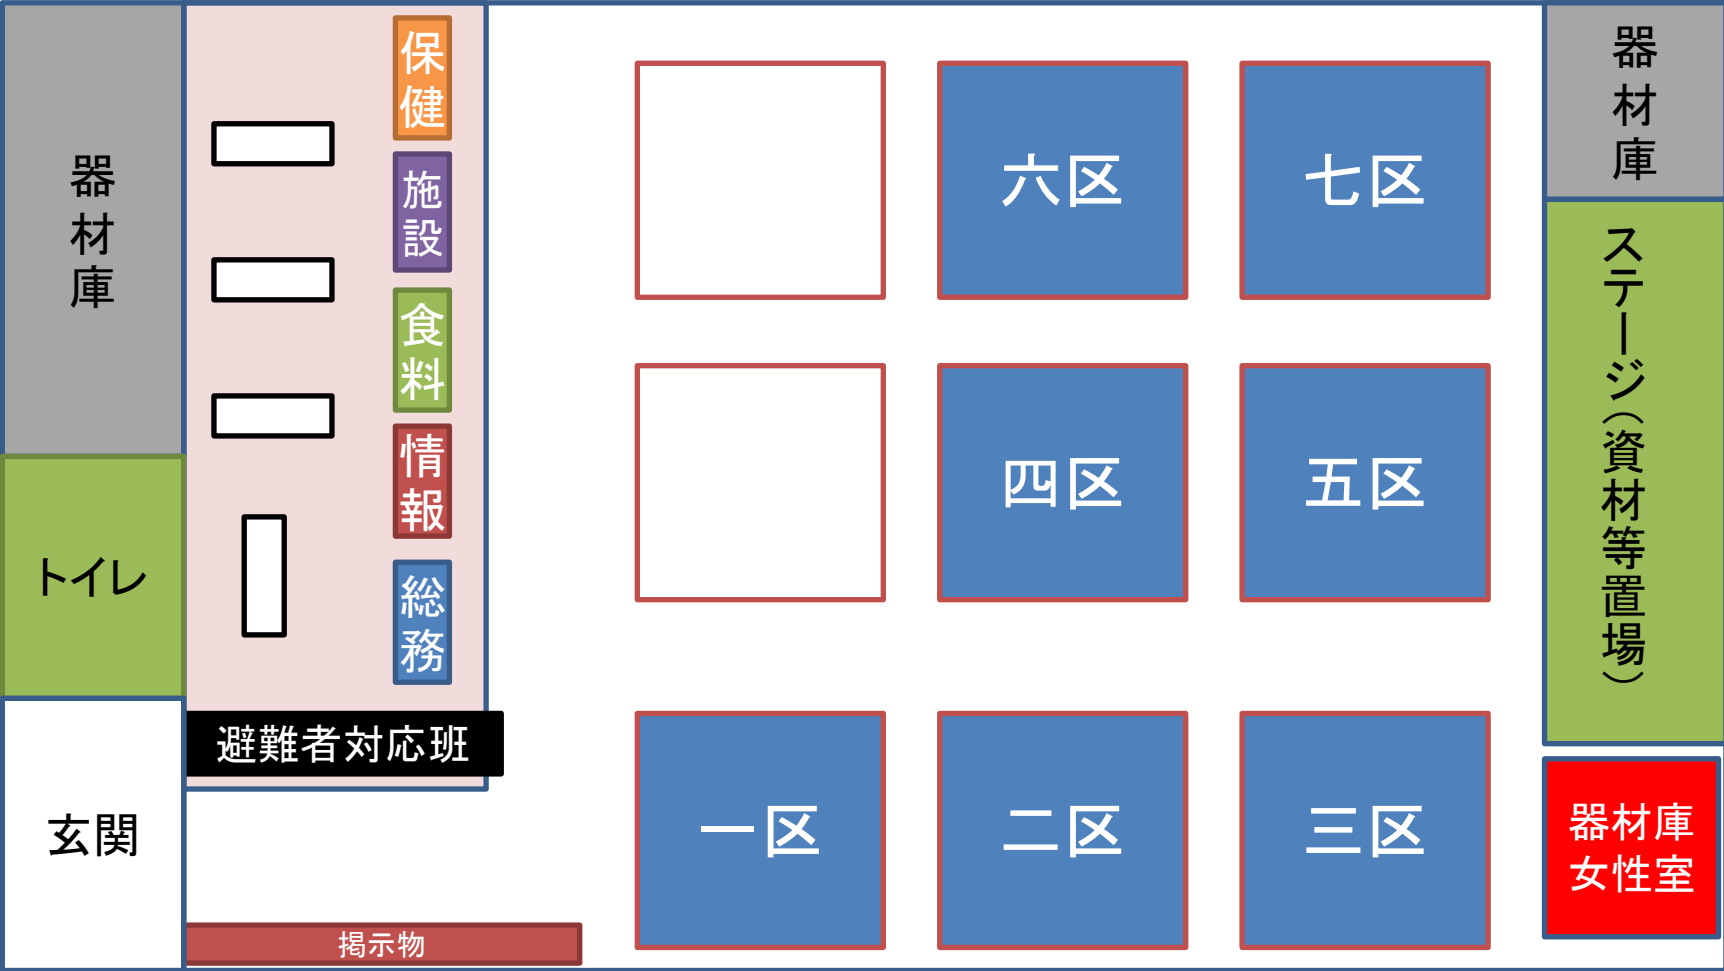 器材庫
トイレ
玄関
保健
施設
食料
情報
総務
避難者対応班
掲示物
六区
七区
四区
五区
一区
二区
三区
器材庫
ステージ（資材等置場）
器材庫
女性室